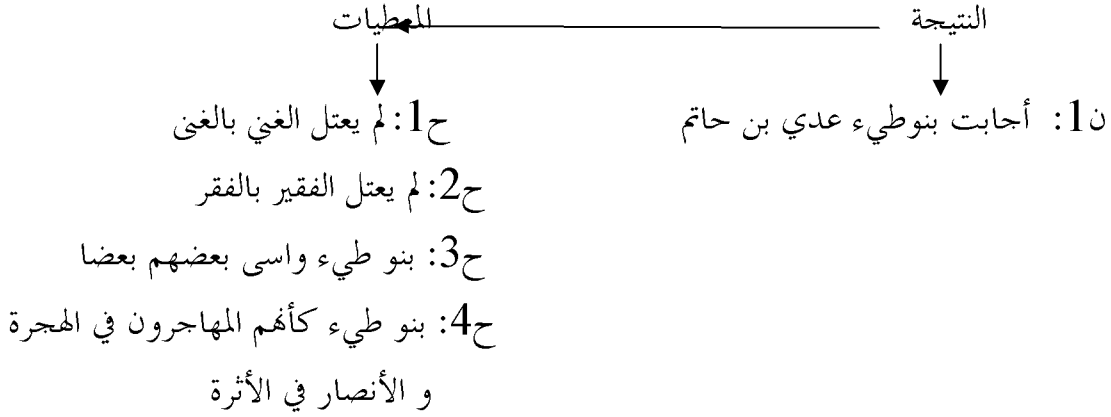 النتيجة المعطيات
ن1: أجابت بنوطيء عدي بن حاتم ح1: لم يعتل الغني بالغنى
ح2: لم يعتل الفقير بالفقر
ح3: بنو طيء واسى بعضهم بعضا
ح4: بنو طيء كأنهم المهاجرون في الهجرة
و الأنصار في الأثرة